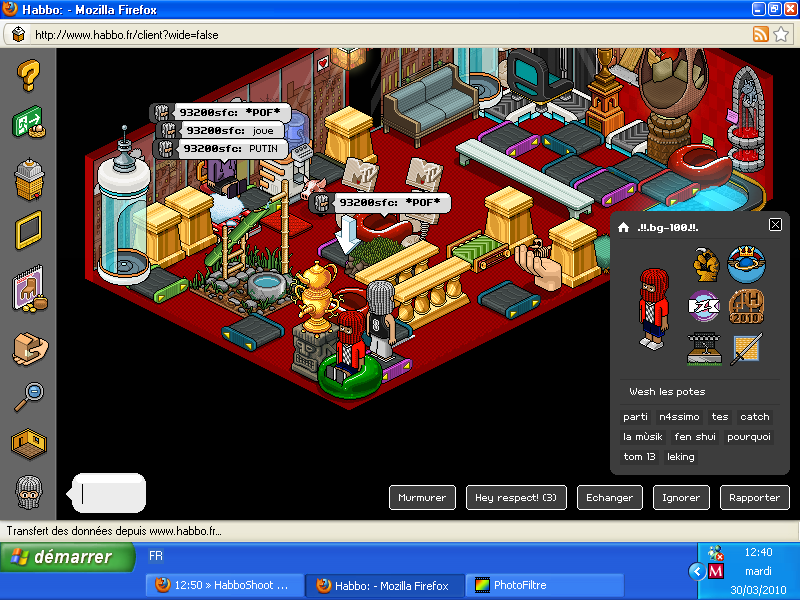 Habbo: - Mozilla Firefox
http://www.habbo.fr/client?wide=false
93200sfc: *POF*
93200sfc: joue
93200sfc: PUTIN
93200sfc: *POF*
.!!.bg-100.!!.
2010
Wesh les potes
parti n4ssimo tes catch
la mùsik fen shui pourquoi
tom 13 leking
Murmurer Hey respect! (3) Echanger Ignorer Rapporter
Transfert des données depuis www.habbo.fr...
démarrer FR
12:40
mardi
30/03/2010
12:50 » HabboShoot ... Habbo: - Mozilla Firefox PhotoFiltre